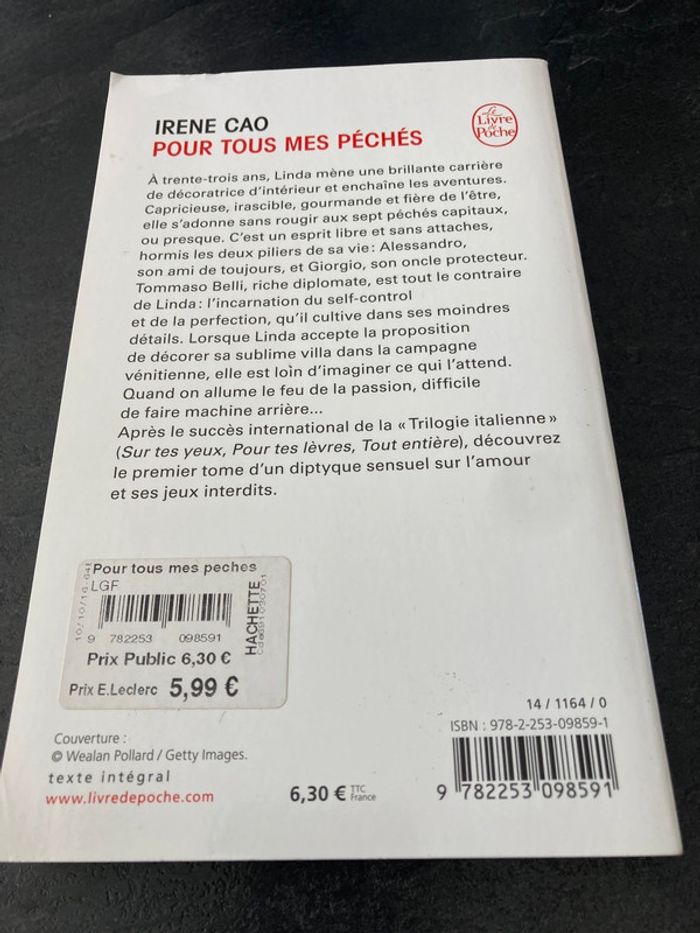 IRENE CAO
POUR TOUS MES PÉCHÉS
Le
Livre
de
Poche
À trente-trois ans, Linda mène une brillante carrière
de décoratrice d'intérieur et enchaîne les aventures.
Capricieuse, irascible, gourmande et fière de l'être,
elle s'adonne sans rougir aux sept péchés capitaux,
ou presque. C'est un esprit libre et sans attaches,
hormis les deux piliers de sa vie : Alessandro,
son ami de toujours, et Giorgio, son oncle protecteur.
Tommaso Belli, riche diplomate, est tout le contraire
de Linda : l'incarnation du self-control
et de la perfection, qu'il cultive dans ses moindres
détails. Lorsque Linda accepte la proposition
de décorer sa sublime villa dans la campagne
vénitienne, elle est loin d'imaginer ce qui l'attend.
Quand on allume le feu de la passion, difficile
de faire machine arrière...
Après le succès international de la « Trilogie italienne »
(Sur tes yeux, Pour tes lèvres, Tout entière), découvrez
le premier tome d'un diptyque sensuel sur l'amour
et ses jeux interdits.
Pour tous mes peches
LGF
9 782253 098591
HACHETTE
Prix Public 6,30 €
Prix E.Leclerc 5,99 €
14 / 1164 / 0
ISBN : 978-2-253-09859-1
Couverture :
© Wealan Pollard / Getty Images.
texte intégral
www.livredepoche.com
6,30 € TTC
France
9 782253 098591